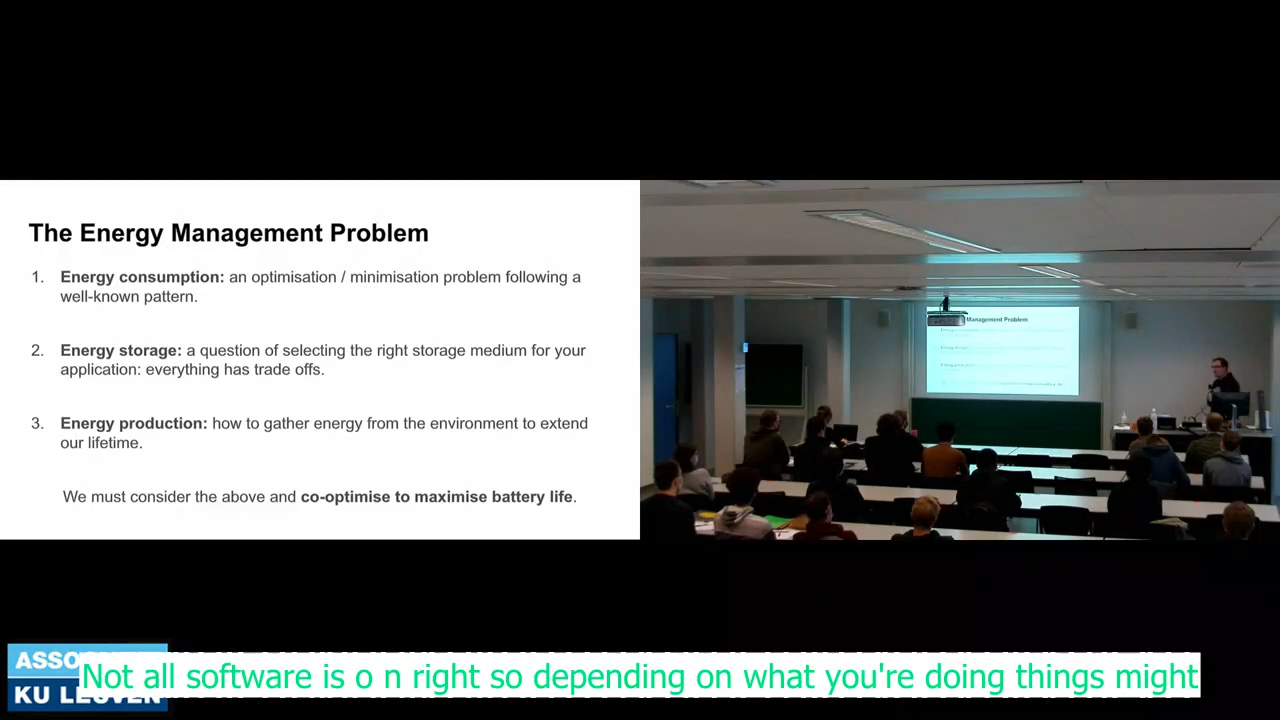 The Energy Management Problem
1. Energy consumption: an optimisation / minimisation problem following a
well-known pattern.
2. Energy storage: a question of selecting the right storage medium for your
application: everything has trade offs.
3. Energy production: how to gather energy from the environment to extend
our lifetime.
We must consider the above and co-optimise to maximise battery life.
Management Problem
Not all software is o n right so depending on what you're doing things might
KU LEUVEN